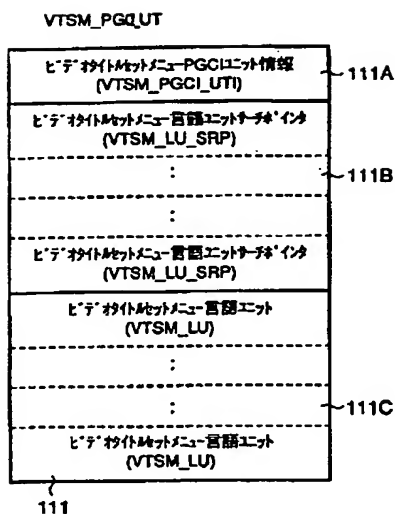 VTSM_PGCI_UT
ビデオタイトルセットメニューPGCIユニット情報
(VTSM_PGCI_UTI)
111A
ビデオタイトルセットメニュー言語ユニットサーチポインタ
(VTSM_LU_SRP)
:
111B
:
ビデオタイトルセットメニュー言語ユニットサーチポインタ
(VTSM_LU_SRP)
ビデオタイトルセットメニュー言語ユニット
(VTSM_LU)
:
:
111C
ビデオタイトルセットメニュー言語ユニット
(VTSM_LU)
111